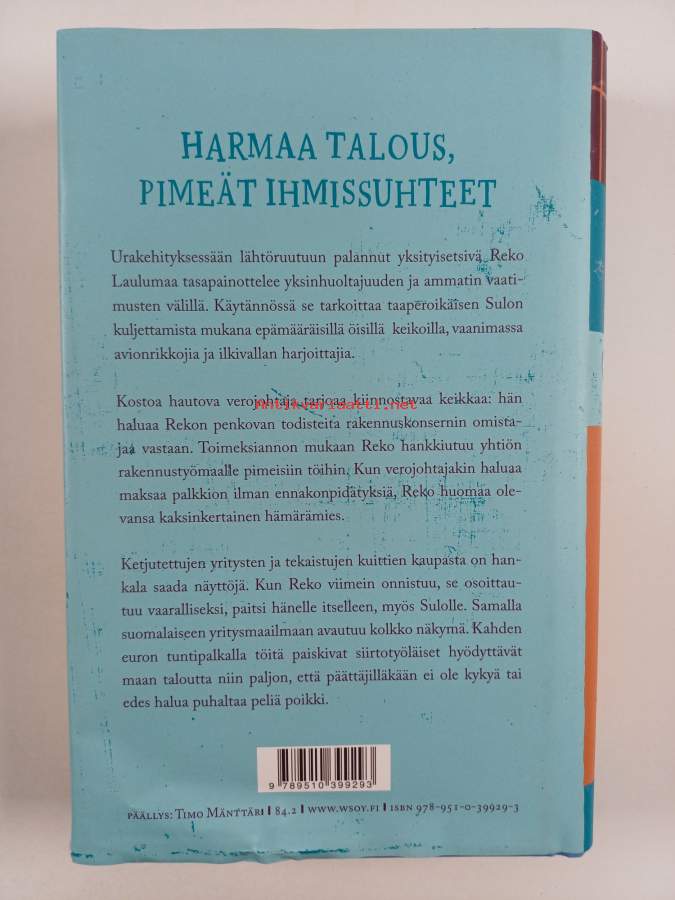 HARMAA TALOUS,
PIMEÄT IHMISSUHTEET
Urakehityksessään lähtöruutuun palannut yksityisetsivä Reko
Laulumaa tasapainottelee yksinhuoltajuuden ja ammatin vaati-
musten välillä. Käytännössä se tarkoittaa taaperoikäisen Sulon
kuljettamista mukana epämääräisillä öisillä keikoilla, vaanimassa
avionrikkojia ja ilkivallan harjoittajia.
Kostoa hautova verojohtaja tarjoaa kiinnostavaa keikkaa: hän
antikvariaatti.net
haluaa Rekon penkovan todisteita rakennuskonsernin omista-
jaa vastaan. Toimeksiannon mukaan Reko hankkiutuu yhtiön
rakennustyömaalle pimeisiin töihin. Kun verojohtajakin haluaa
maksaa palkkion ilman ennakonpidätyksiä, Reko huomaa ole-
vansa kaksinkertainen hämärämies.
Ketjutettujen yritysten ja tekaistujen kuittien kaupasta on han-
kala saada näyttöjä. Kun Reko viimein onnistuu, se osoittau-
tuu vaaralliseksi, paitsi hänelle itselleen, myös Sulolle. Samalla
suomalaiseen yritysmaailmaan avautuu kolkko näkymä. Kahden
euron tuntipalkalla töitä paiskivat siirtotyöläiset hyödyttävät
maan taloutta niin paljon, että päättäjilläkään ei ole kykyä tai
edes halua puhaltaa peliä poikki.
9 789510 399293
PÄÄLLYS: TIMO MÄNTTÄRI | 84.2 | WWW.WSOY.FI | ISBN 978-951-0-39929-3